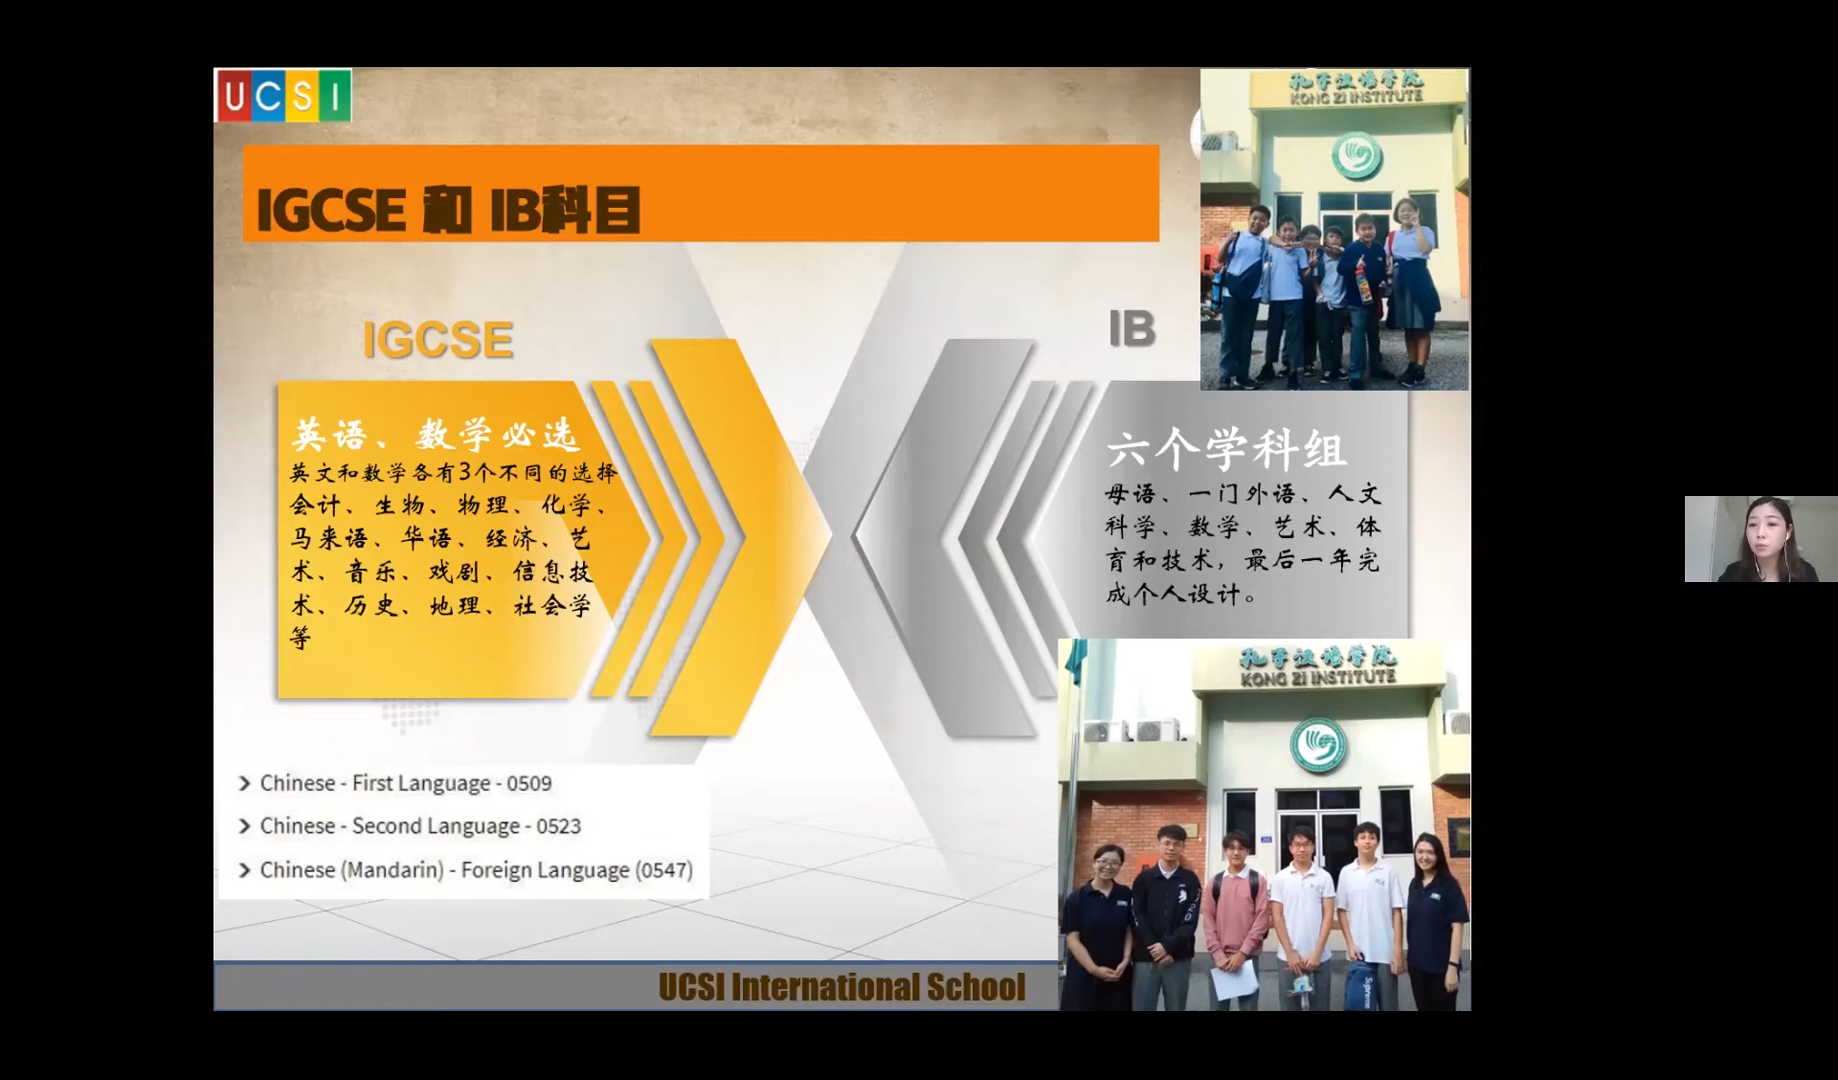 UCSI
IGCSE 和 IB科目
IGCSE
英语、数学必选
英文和数学各有3个不同的选择
会计、生物、物理、化学、
马来语、华语、经济、艺
术、音乐、戏剧、信息技
术、历史、地理、社会学
等
IB
六个学科组
母语、一门外语、人文
科学、数学、艺术、体
育和技术，最后一年完
成个人设计。
Chinese - First Language - 0509
Chinese - Second Language - 0523
Chinese (Mandarin) - Foreign Language (0547)
UCSI International School
孔子汉语学院
KONG ZI INSTITUTE
孔子汉语学院
KONG ZI INSTITUTE
Supreme